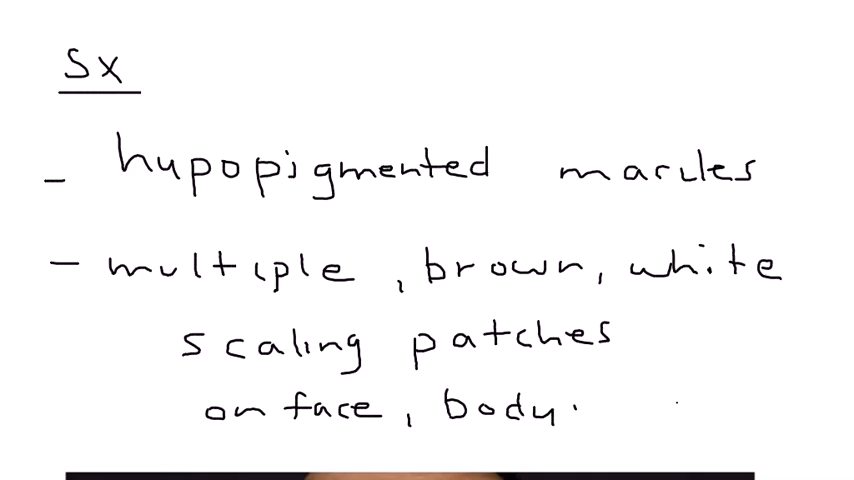 Sx
- hypopigmented macules
- multiple, brown, white
scaling patches
on face, body.